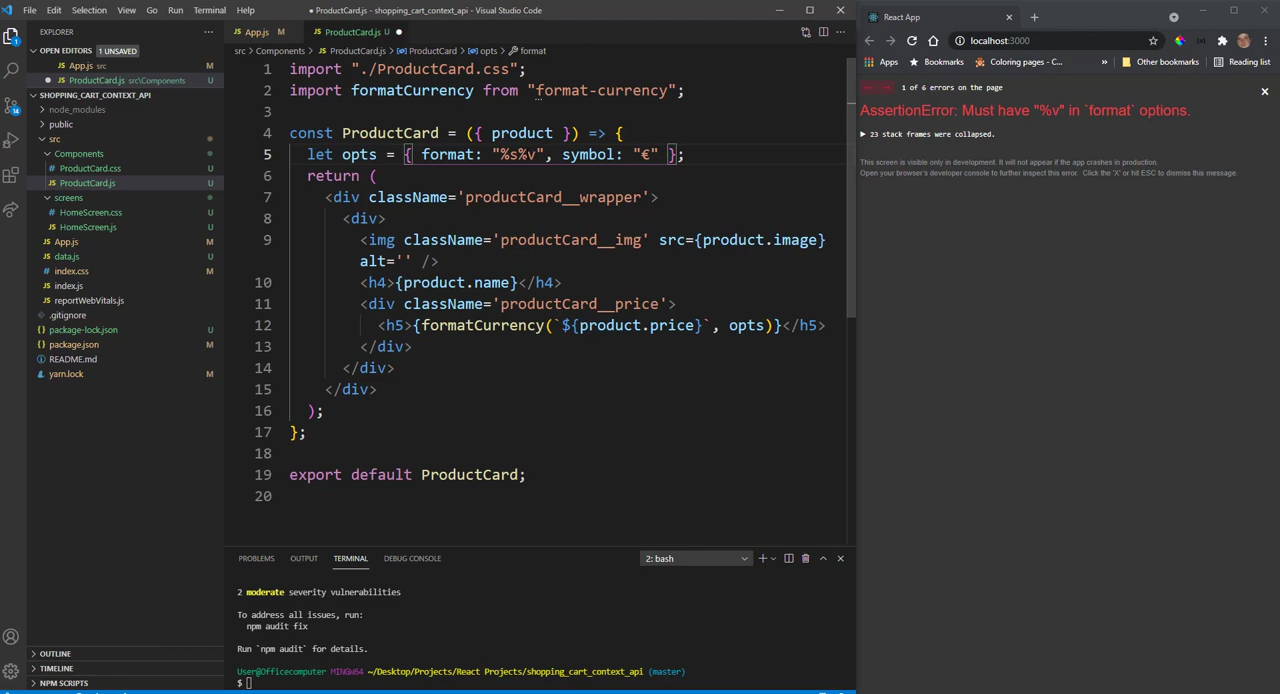 File Edit Selection View Go Run Terminal Help
● ProductCard.js - shopping_cart_context_api - Visual Studio Code
EXPLORER
OPEN EDITORS 1 UNSAVED
JS App.js src M
● JS ProductCard.js src\Components U
SHOPPING_CART_CONTEXT_API
node_modules
public
src
Components
# ProductCard.css U
JS ProductCard.js U
screens
# HomeScreen.css U
JS HomeScreen.js U
JS App.js M
JS data.js U
# index.css M
JS index.js
JS reportWebVitals.js
.gitignore
{} package-lock.json U
{} package.json M
README.md
yarn.lock M
OUTLINE
TIMELINE
NPM SCRIPTS
JS App.js M
JS ProductCard.js U ●
src > Components > JS ProductCard.js > ProductCard > opts > format
1 import "./ProductCard.css";
2 import formatCurrency from "format-currency";
3
4 const ProductCard = ({ product }) => {
5 let opts = { format: "%s%v", symbol: "€" };
6 return (
7 <div className='productCard__wrapper'>
8 <div>
9 <img className='productCard__img' src={product.image}
alt='' />
10 <h4>{product.name}</h4>
11 <div className='productCard__price'>
12 <h5>{formatCurrency(`${product.price}`, opts)}</h5>
13 </div>
14 </div>
15 </div>
16 );
17 };
18
19 export default ProductCard;
20
PROBLEMS OUTPUT TERMINAL DEBUG CONSOLE
2: bash
2 moderate severity vulnerabilities
To address all issues, run:
npm audit fix
Run `npm audit` for details.
User@Officecomputer MINGW64 ~/Desktop/Projects/React Projects/shopping_cart_context_api (master)
$
React App
localhost:3000
Apps Bookmarks Coloring pages - C... » Other bookmarks Reading list
1 of 6 errors on the page
AssertionError: Must have "%v" in `format` options.
▶ 23 stack frames were collapsed.
This screen is visible only in development. It will not appear if the app crashes in production.
Open your browser's developer console to further inspect this error. Click the 'X' or hit ESC to dismiss this message.